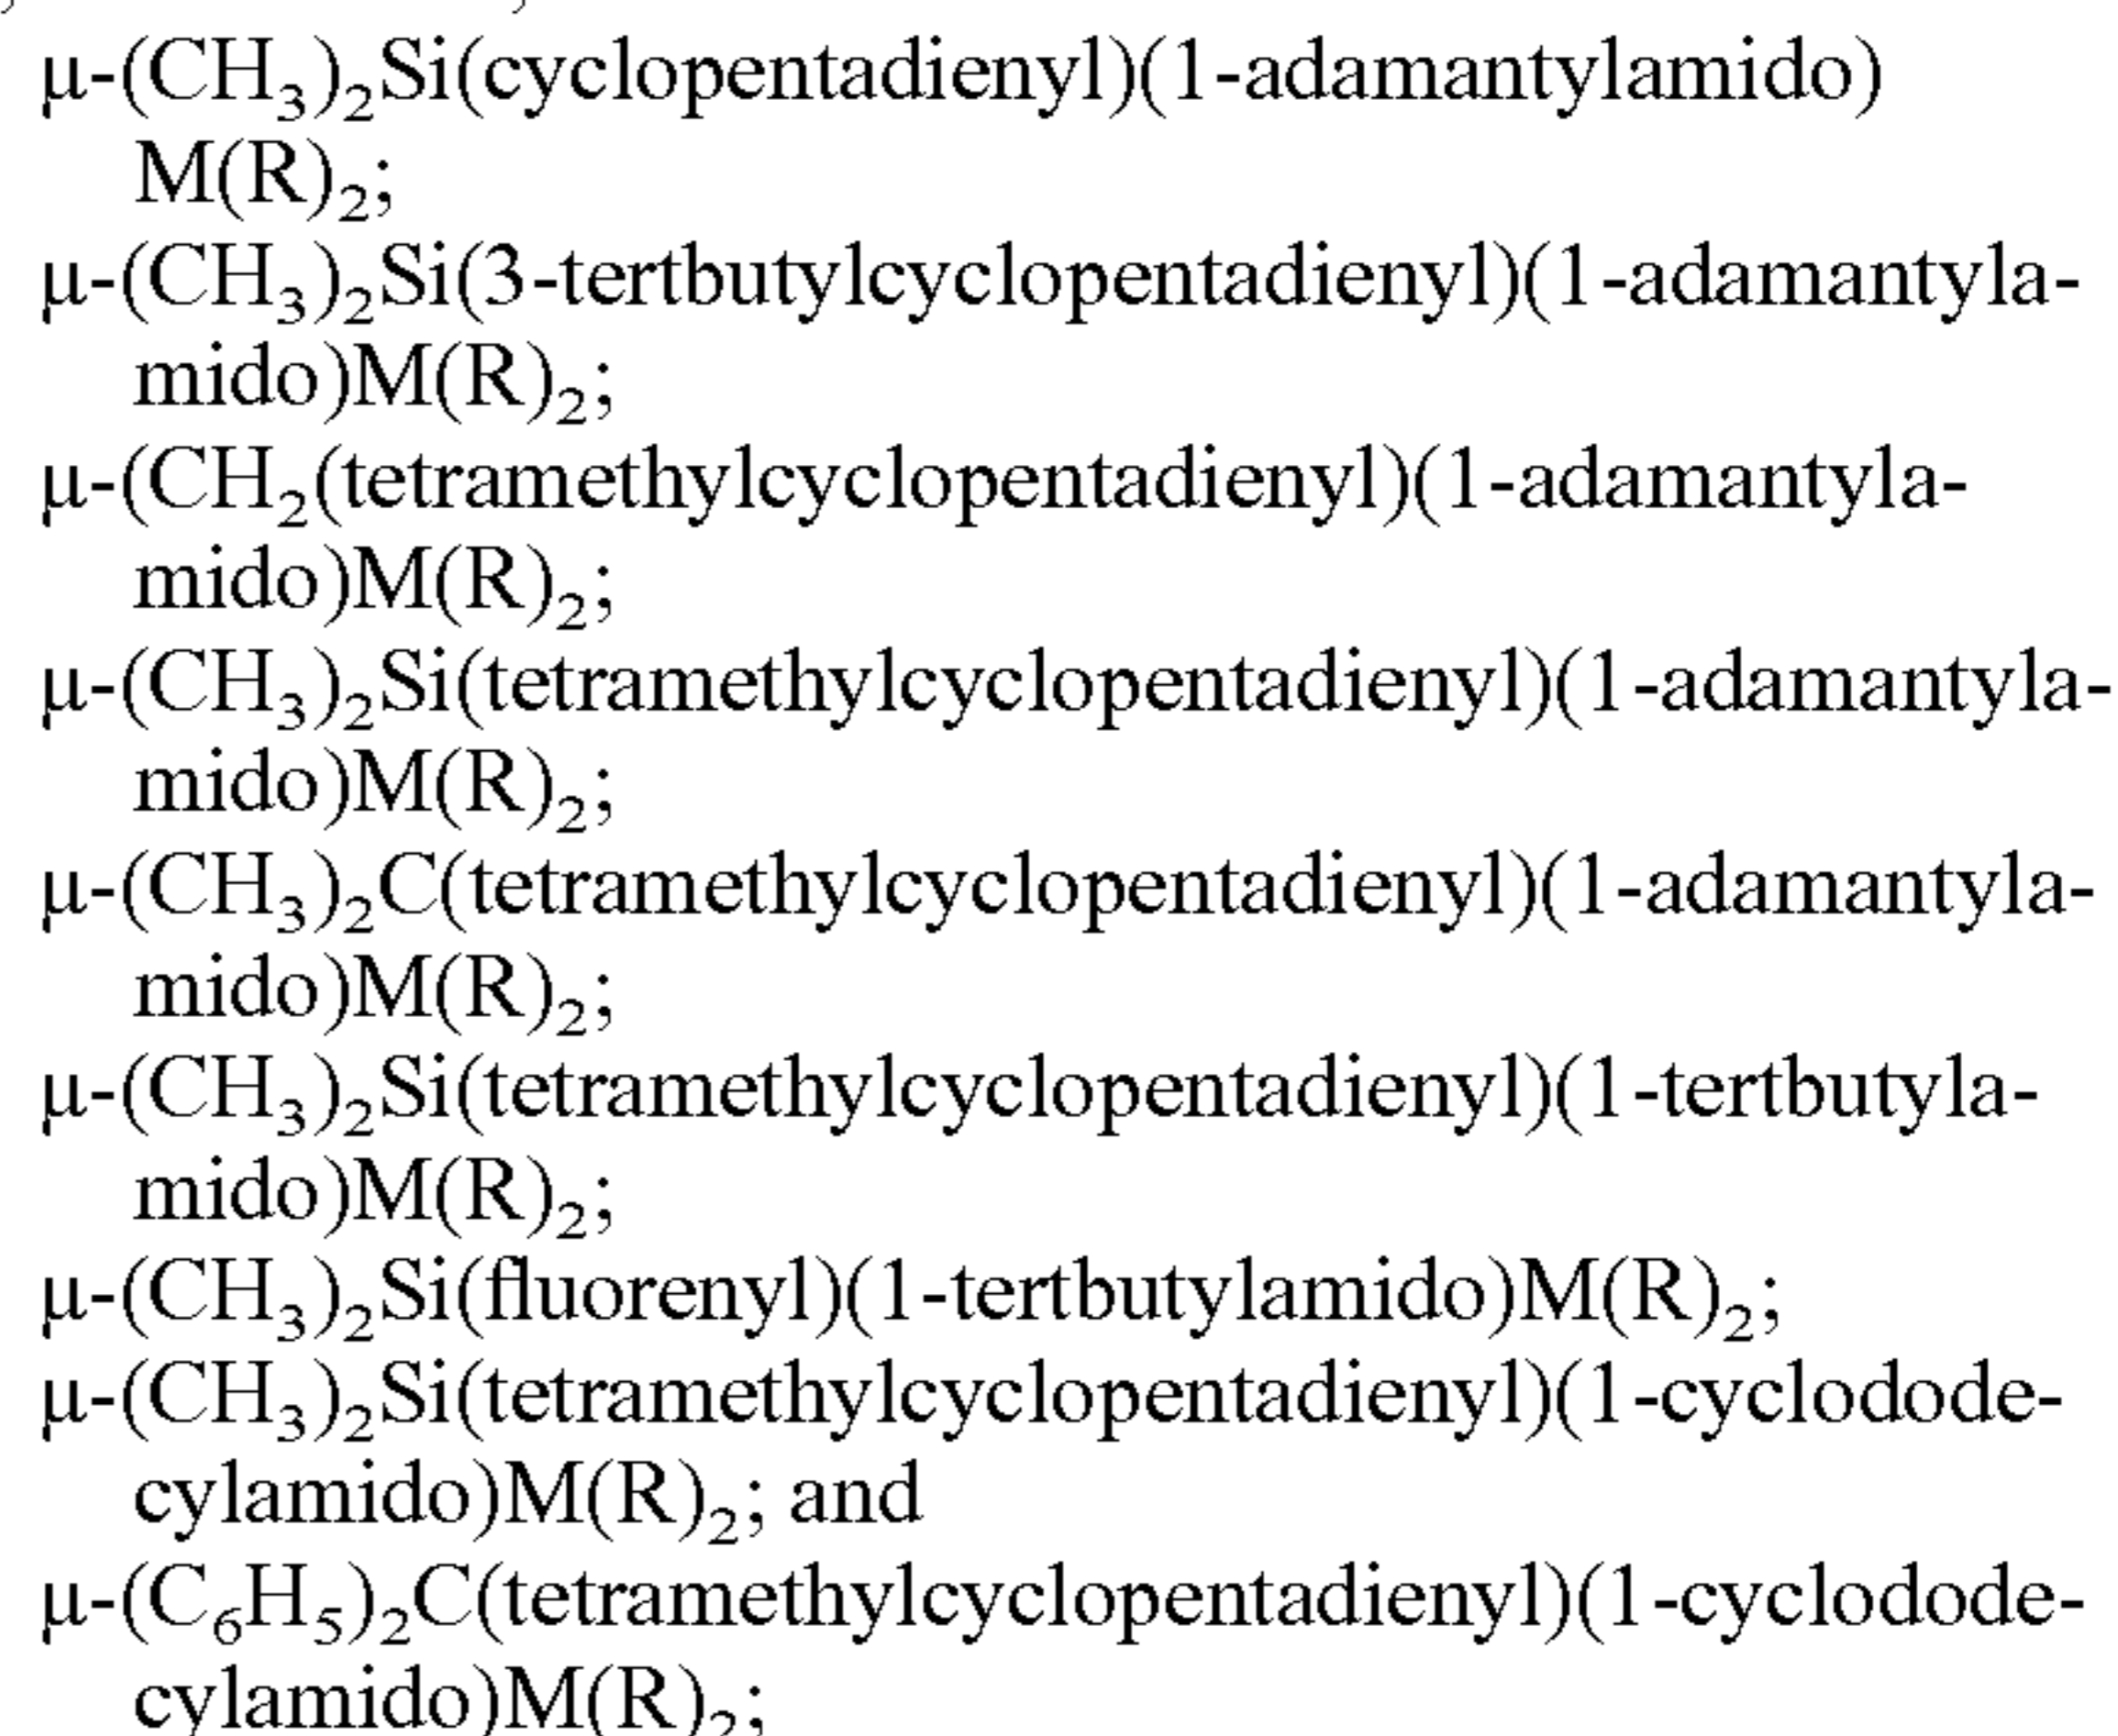 μ-(CH₃)₂Si(cyclopentadienyl)(1-adamantylamido)
M(R)₂;
μ-(CH₃)₂Si(3-tertbutylcyclopentadienyl)(1-adamantyla-
mido)M(R)₂;
μ-(CH₂(tetramethylcyclopentadienyl)(1-adamantyla-
mido)M(R)₂;
μ-(CH₃)₂Si(tetramethylcyclopentadienyl)(1-adamantyla-
mido)M(R)₂;
μ-(CH₃)₂C(tetramethylcyclopentadienyl)(1-adamantyla-
mido)M(R)₂;
μ-(CH₃)₂Si(tetramethylcyclopentadienyl)(1-tertbutyla-
mido)M(R)₂;
μ-(CH₃)₂Si(fluorenyl)(1-tertbutylamido)M(R)₂;
μ-(CH₃)₂Si(tetramethylcyclopentadienyl)(1-cyclodode-
cylamido)M(R)₂; and
μ-(C₆H₅)₂C(tetramethylcyclopentadienyl)(1-cyclodode-
cylamido)M(R)₂;